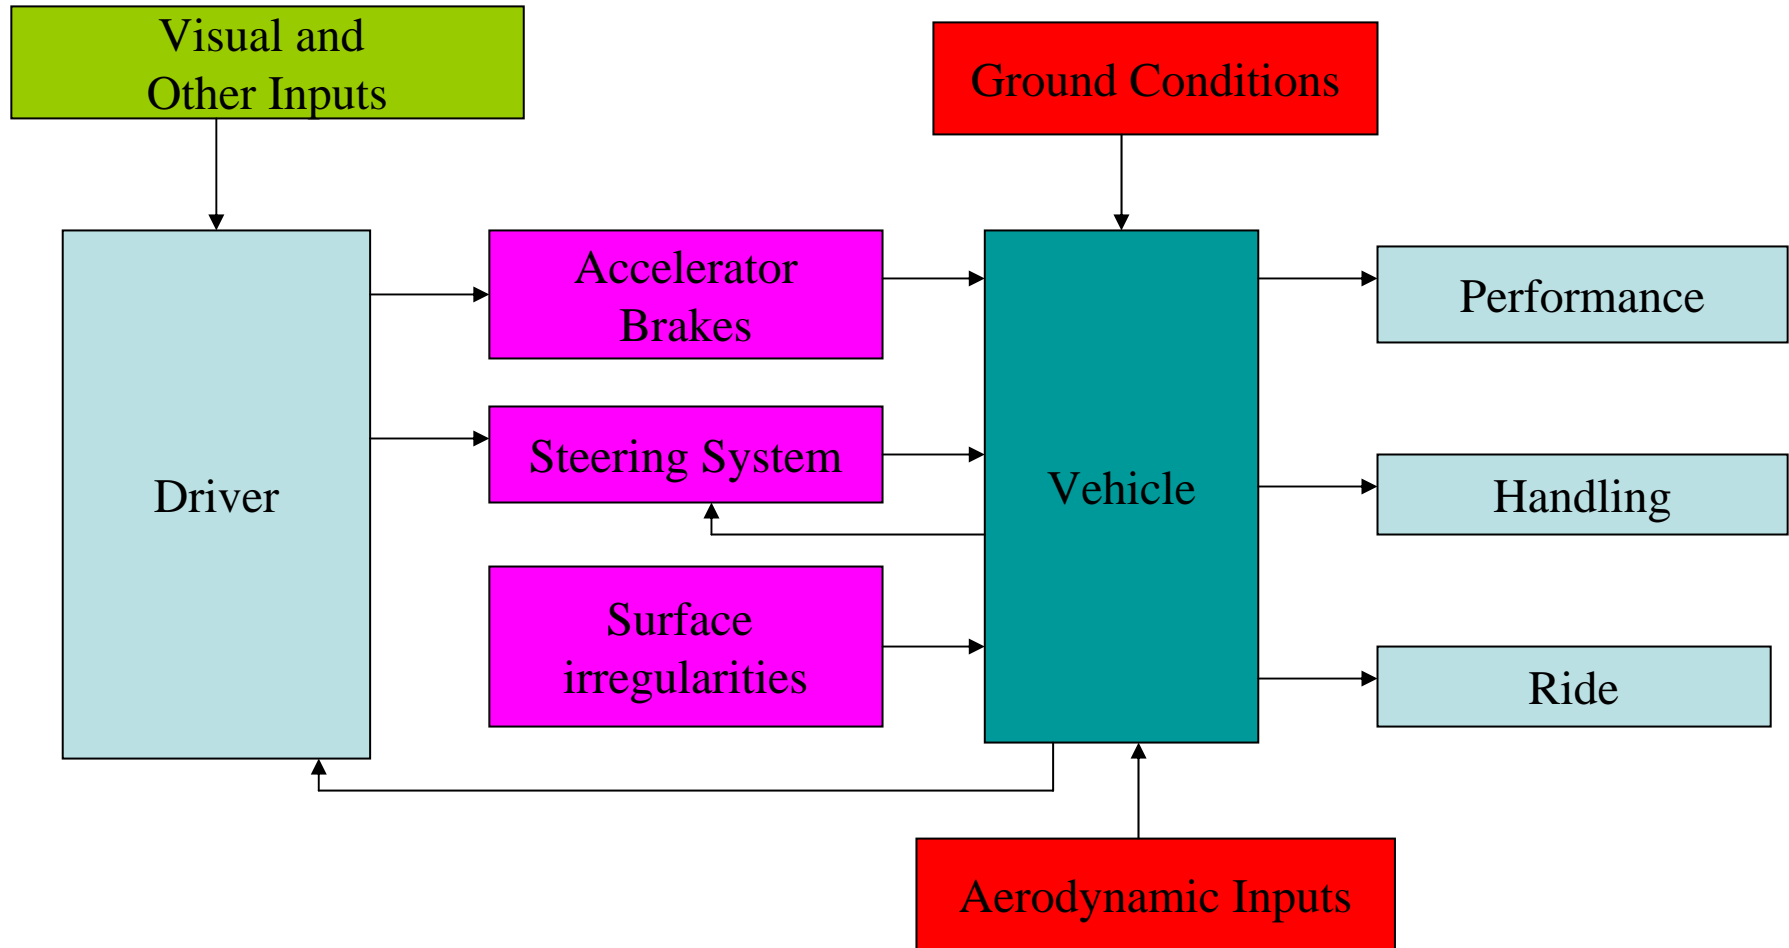 Visual and
Other Inputs
Ground Conditions
Driver
Accelerator
Brakes
Steering System
Surface
irregularities
Vehicle
Performance
Handling
Ride
Aerodynamic Inputs